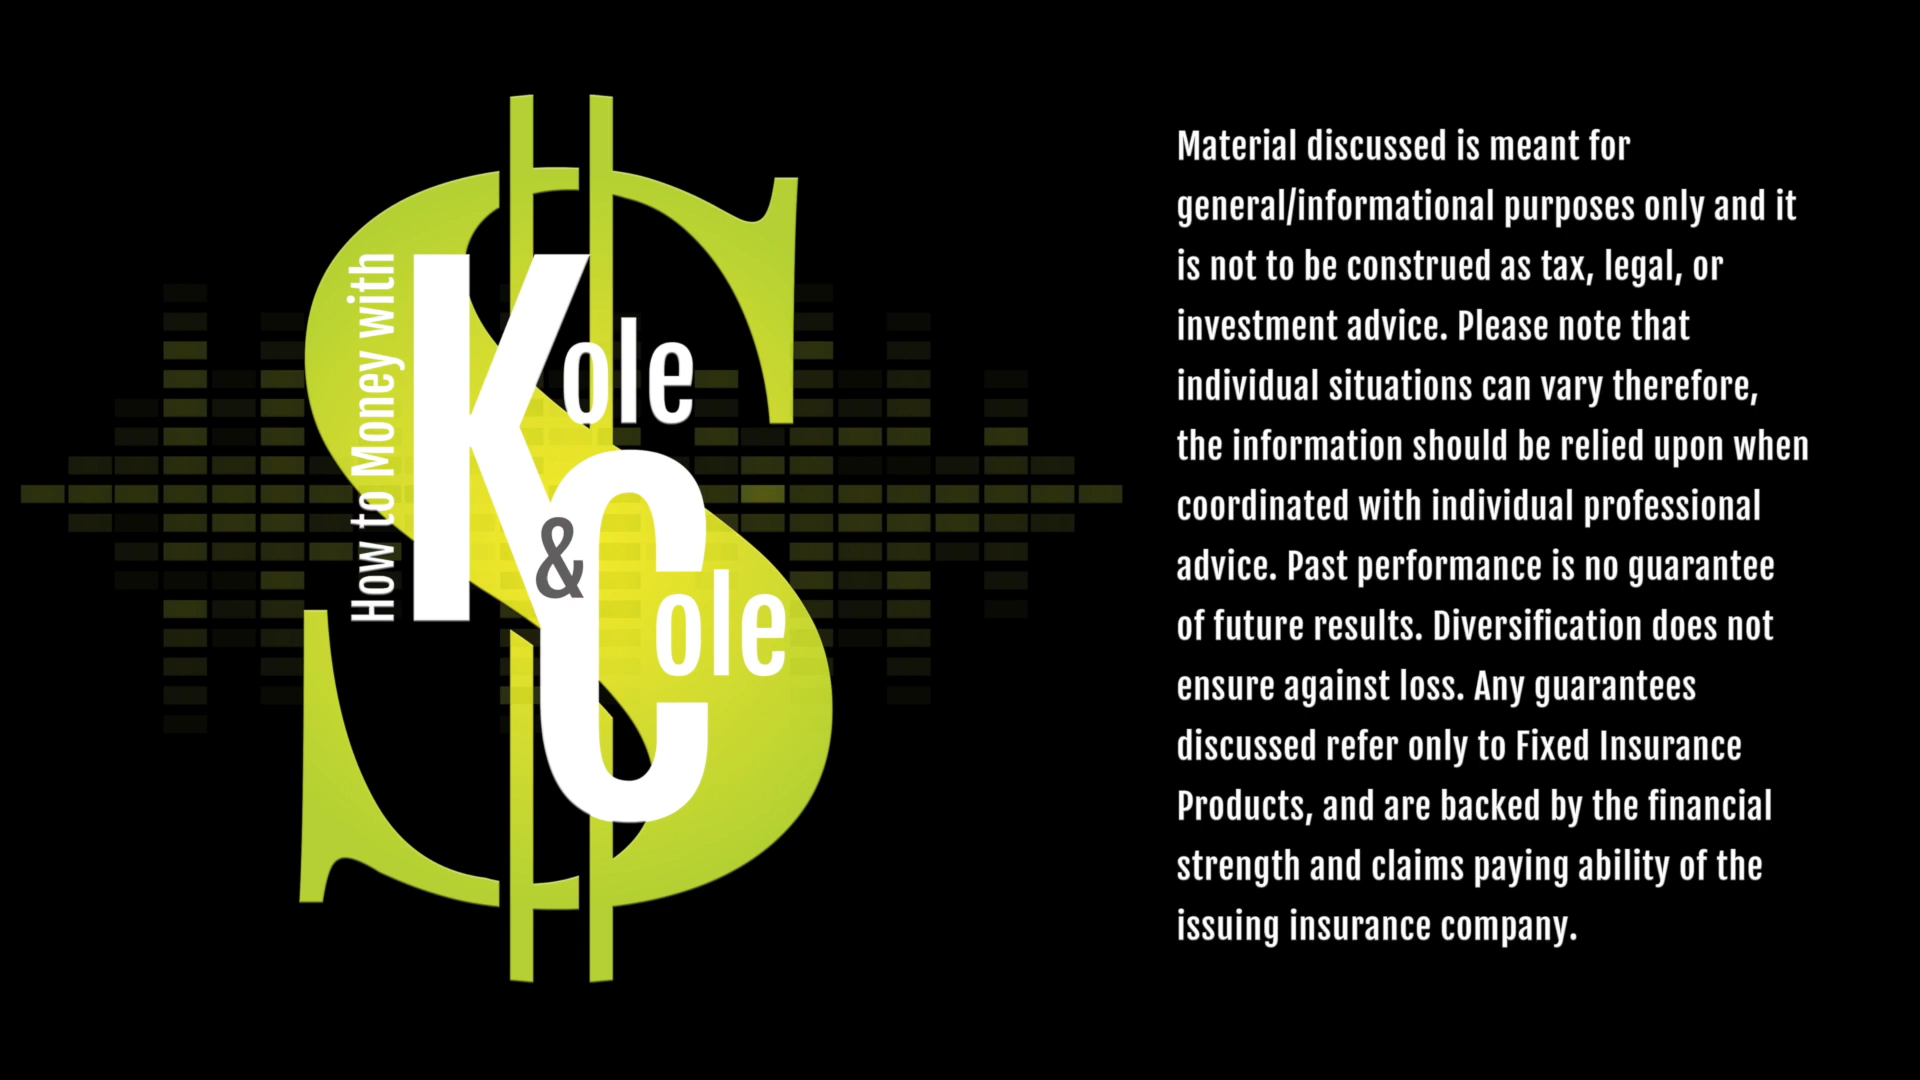 How to Money with
Kole
&
Cole
Material discussed is meant for
general/informational purposes only and it
is not to be construed as tax, legal, or
investment advice. Please note that
individual situations can vary therefore,
the information should be relied upon when
coordinated with individual professional
advice. Past performance is no guarantee
of future results. Diversification does not
ensure against loss. Any guarantees
discussed refer only to Fixed Insurance
Products, and are backed by the financial
strength and claims paying ability of the
issuing insurance company.